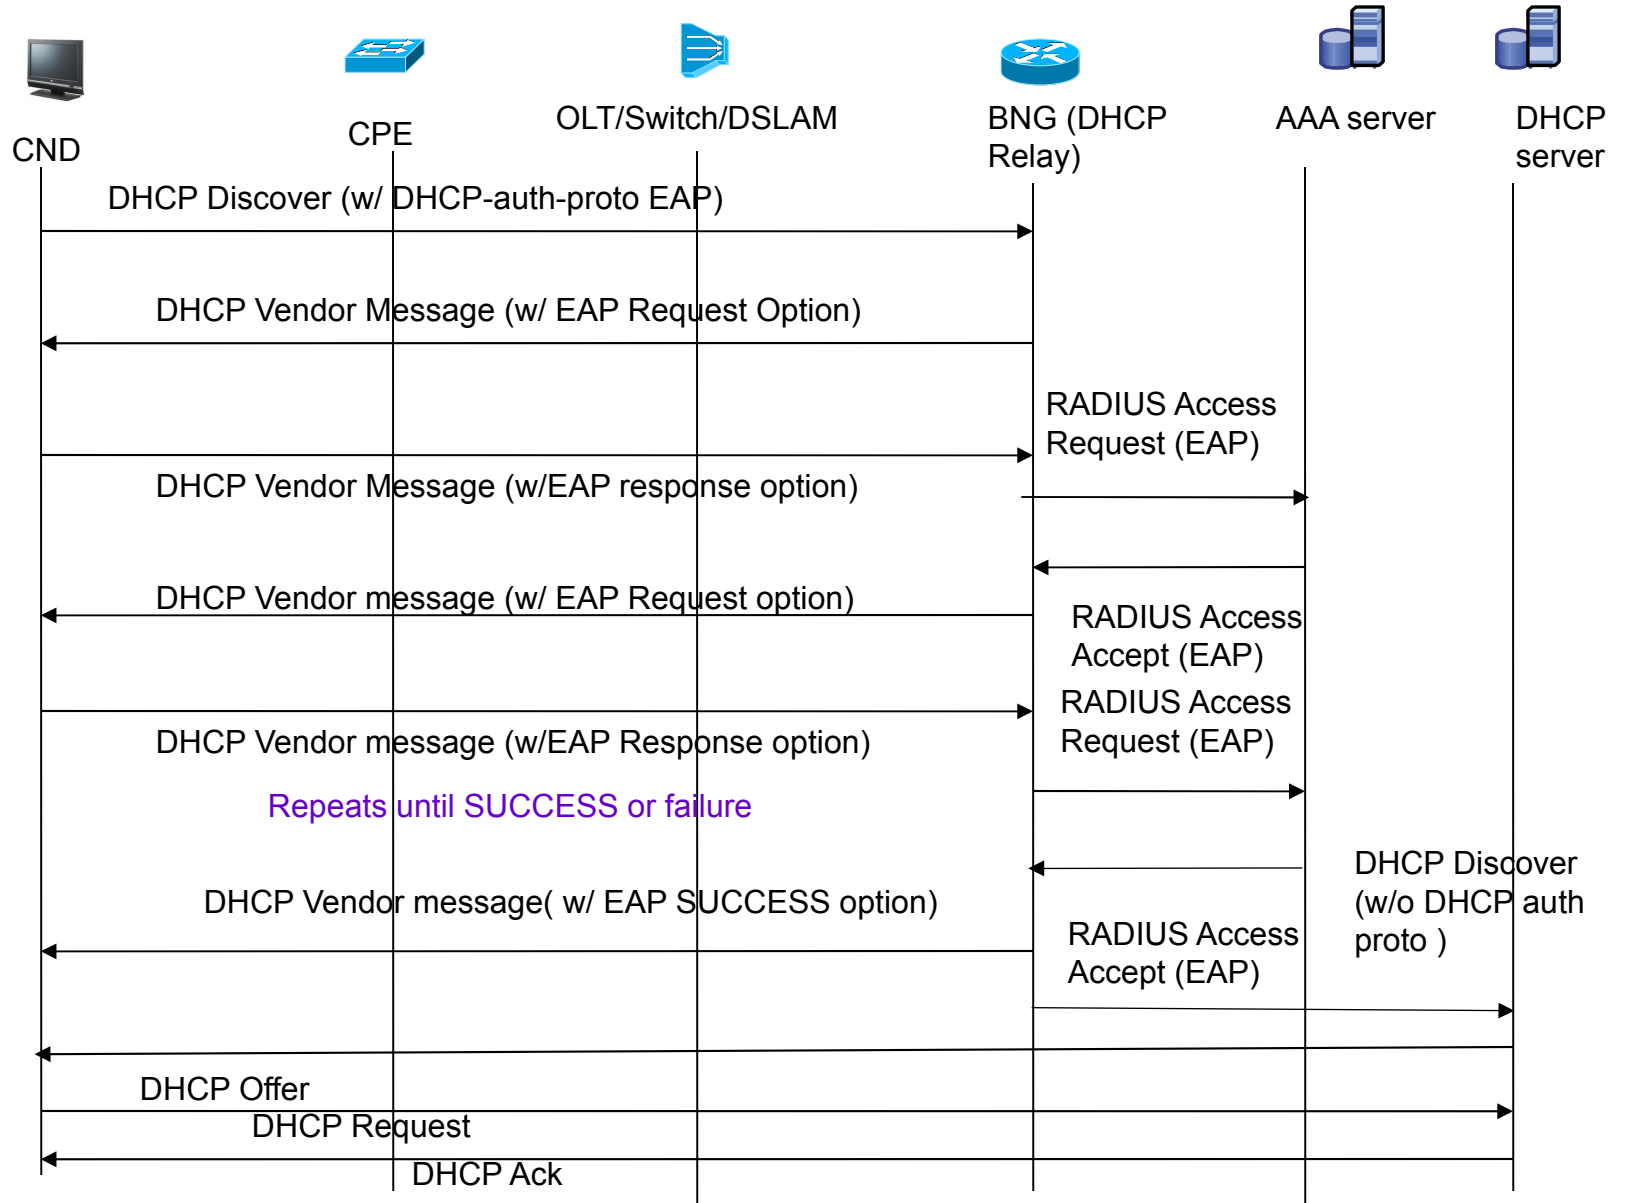 CND
CPE
OLT/Switch/DSLAM
BNG (DHCP
Relay)
AAA server
DHCP
server
DHCP Discover (w/ DHCP-auth-proto EAP)
DHCP Vendor Message (w/ EAP Request Option)
RADIUS Access
Request (EAP)
DHCP Vendor Message (w/EAP response option)
DHCP Vendor message (w/ EAP Request option)
RADIUS Access
Accept (EAP)
RADIUS Access
Request (EAP)
DHCP Vendor message (w/EAP Response option)
Repeats until SUCCESS or failure
DHCP Discover
(w/o DHCP auth
proto )
DHCP Vendor message( w/ EAP SUCCESS option)
RADIUS Access
Accept (EAP)
DHCP Offer
DHCP Request
DHCP Ack